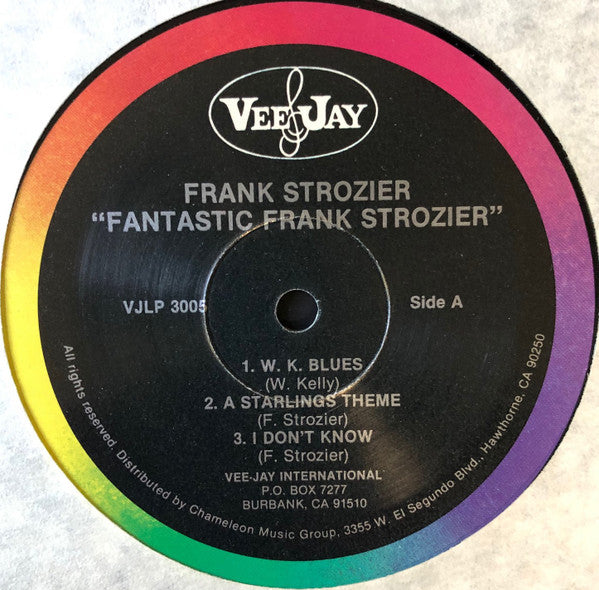 VEE JAY
FRANK STROZIER
"FANTASTIC FRANK STROZIER"
VJLP 3005
Side A
1. W. K. BLUES
(W. Kelly)
2. A STARLINGS THEME
(F. Strozier)
3. I DON'T KNOW
(F. Strozier)
VEE-JAY INTERNATIONAL
P.O. BOX 7277
BURBANK, CA 91510
All rights reserved. Distributed by Chameleon Music Group, 3355 W. El Segundo Blvd., Hawthorne, CA 90250